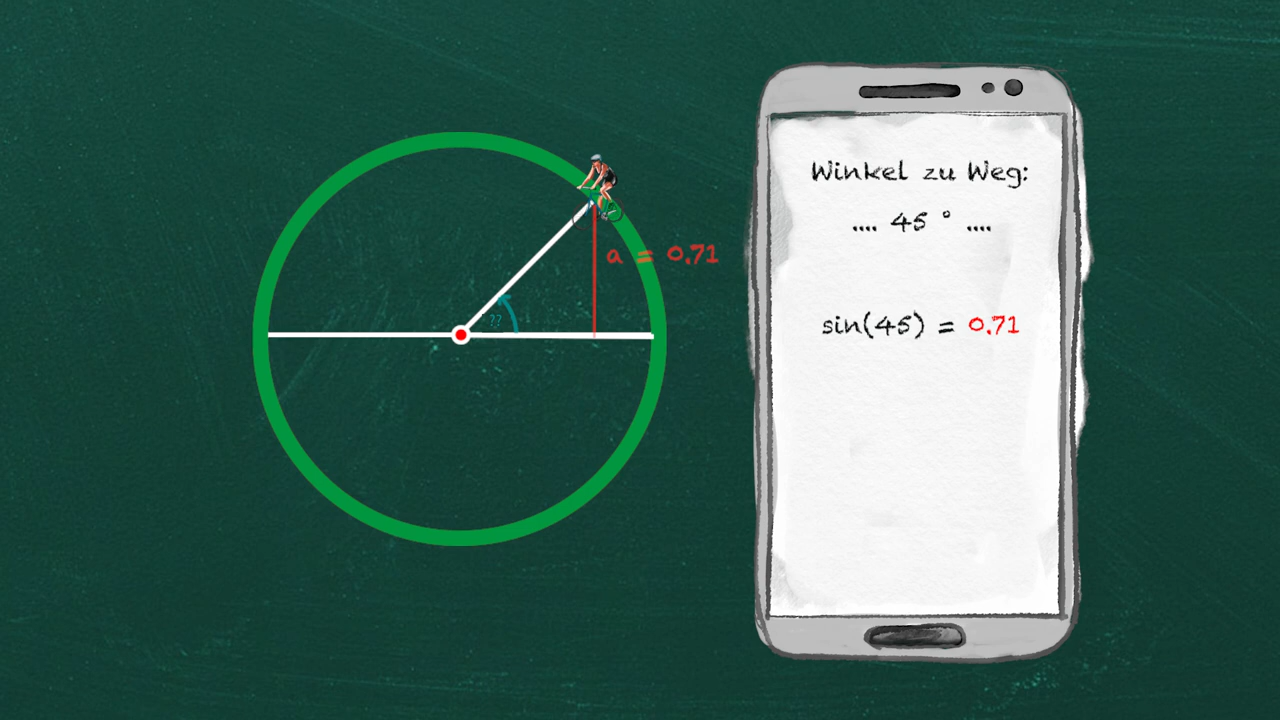 a = 0.71
??
Winkel zu Weg:
.... 45 ° ....
sin(45) = 0.71